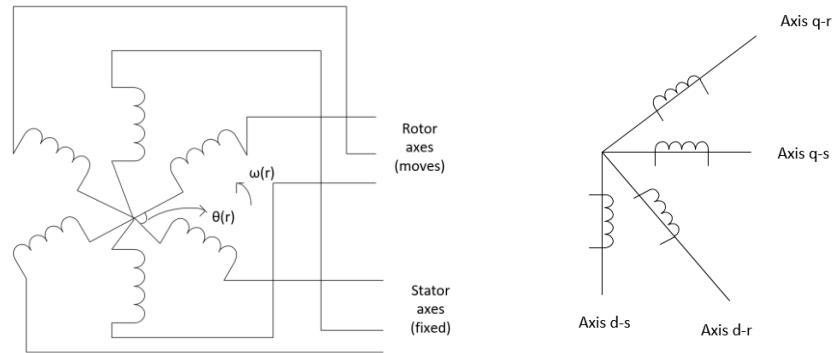 Rotor
axes
(moves)
ω(r)
θ(r)
Stator
axes
(fixed)
Axis q-r
Axis q-s
Axis d-s
Axis d-r